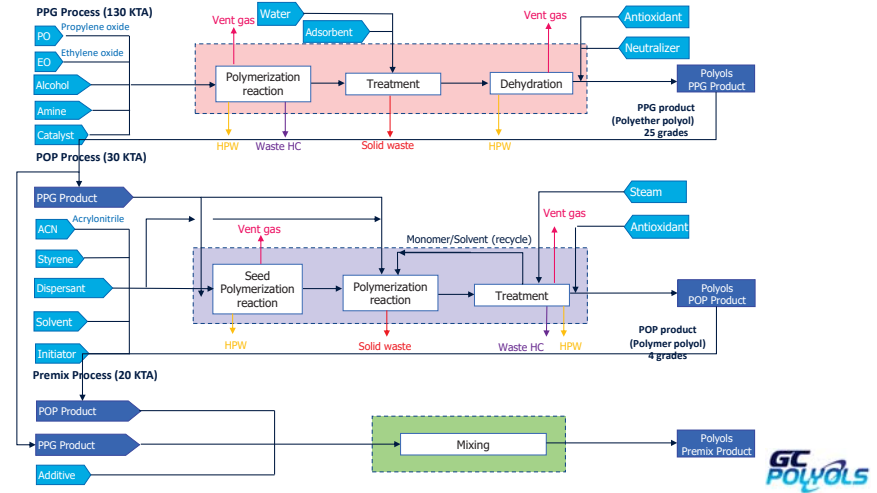 PPG Process (130 KTA)
PO
Propylene oxide
EO
Ethylene oxide
Alcohol
Amine
Catalyst
Vent gas
Water
Adsorbent
Vent gas
Antioxidant
Neutralizer
Polymerization
reaction
Treatment
Dehydration
Polyols
PPG Product
HPW
Waste HC
Solid waste
HPW
PPG product
(Polyether polyol)
25 grades
POP Process (30 KTA)
PPG Product
ACN
Acrylonitrile
Styrene
Dispersant
Solvent
Initiator
Vent gas
Monomer/Solvent (recycle)
Vent gas
Steam
Antioxidant
Seed
Polymerization
reaction
Polymerization
reaction
Treatment
Polyols
POP Product
HPW
Solid waste
Waste HC
HPW
POP product
(Polymer polyol)
4 grades
Premix Process (20 KTA)
POP Product
PPG Product
Additive
Mixing
Polyols
Premix Product
GC
POLYOLS